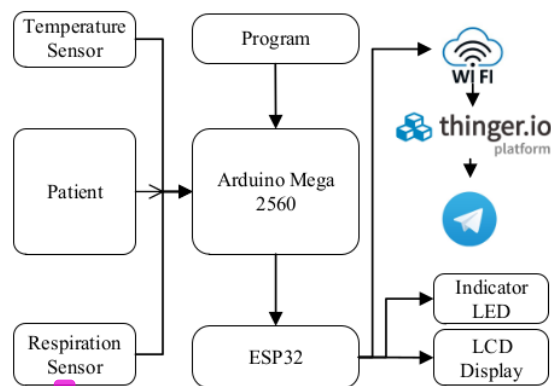 Temperature
Sensor
Program
WI FI
thinger.io
platform
Patient
Arduino Mega
2560
Indicator
LED
Respiration
Sensor
ESP32
LCD
Display